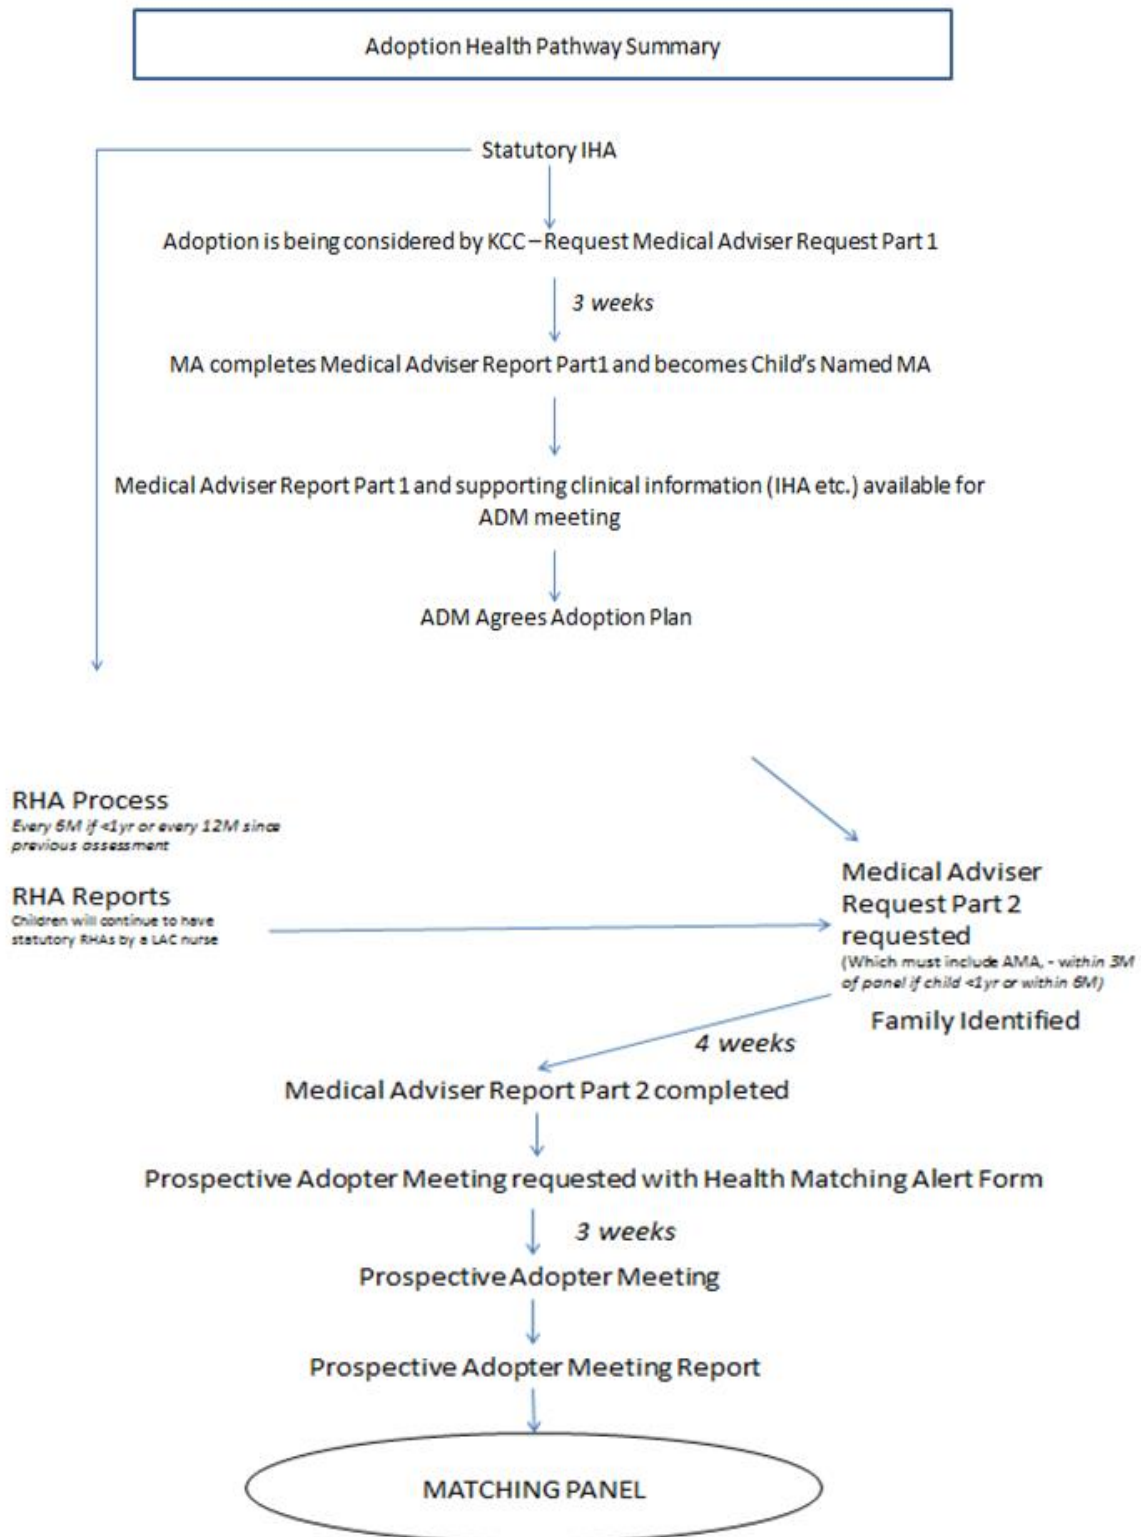 Adoption Health Pathway Summary
Statutory IHA
Adoption is being considered by KCC – Request Medical Adviser Request Part 1
3 weeks
MA completes Medical Adviser Report Part1 and becomes Child's Named MA
Medical Adviser Report Part 1 and supporting clinical information (IHA etc.) available for
ADM meeting
ADM Agrees Adoption Plan
RHA Process
Every 6M if <1yr or every 12M since
previous assessment
RHA Reports
Children will continue to have
statutory RHAs by a LAC nurse
Medical Adviser
Request Part 2
requested
(Which must include AMA, - within 3M
of panel if child <1yr or within 6M)
Family Identified
4 weeks
Medical Adviser Report Part 2 completed
Prospective Adopter Meeting requested with Health Matching Alert Form
3 weeks
Prospective Adopter Meeting
Prospective Adopter Meeting Report
MATCHING PANEL